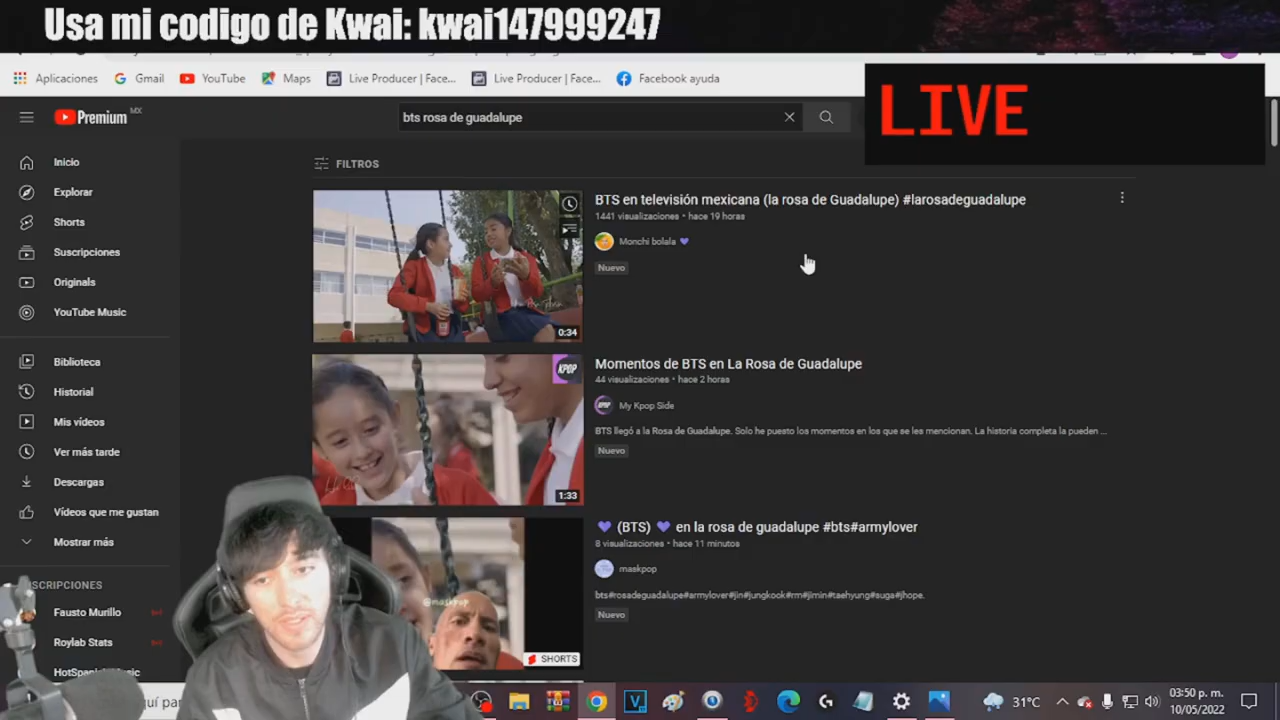 Usa mi codigo de Kwai: kwai147999247
Aplicaciones
Gmail
YouTube
Maps
Live Producer | Face...
Live Producer | Face...
Facebook ayuda
LIVE
Premium MX
bts rosa de guadalupe
FILTROS
Inicio
Explorar
Shorts
Suscripciones
Originals
YouTube Music
Biblioteca
Historial
Mis vídeos
Ver más tarde
Descargas
Vídeos que me gustan
Mostrar más
SCRIPCIONES
Fausto Murillo
Roylab Stats
0:34
BTS en televisión mexicana (la rosa de Guadalupe) #larosadeguadalupe
1441 visualizaciones • hace 19 horas
Monchi bolala 💜
Nuevo
KPOP
1:33
Momentos de BTS en La Rosa de Guadalupe
44 visualizaciones • hace 2 horas
My Kpop Side
BTS llegó a la Rosa de Guadalupe. Solo he puesto los momentos en los que se les mencionan. La historia completa la pueden ...
Nuevo
@maskpop
SHORTS
💜 (BTS) 💜 en la rosa de guadalupe #bts#armylover
8 visualizaciones • hace 11 minutos
maskpop
bts#rosadeguadalupe#armylover#jin#jungkook#rm#jimin#taehyung#suga#jhope.
Nuevo
31°C
03:50 p. m.
10/05/2022